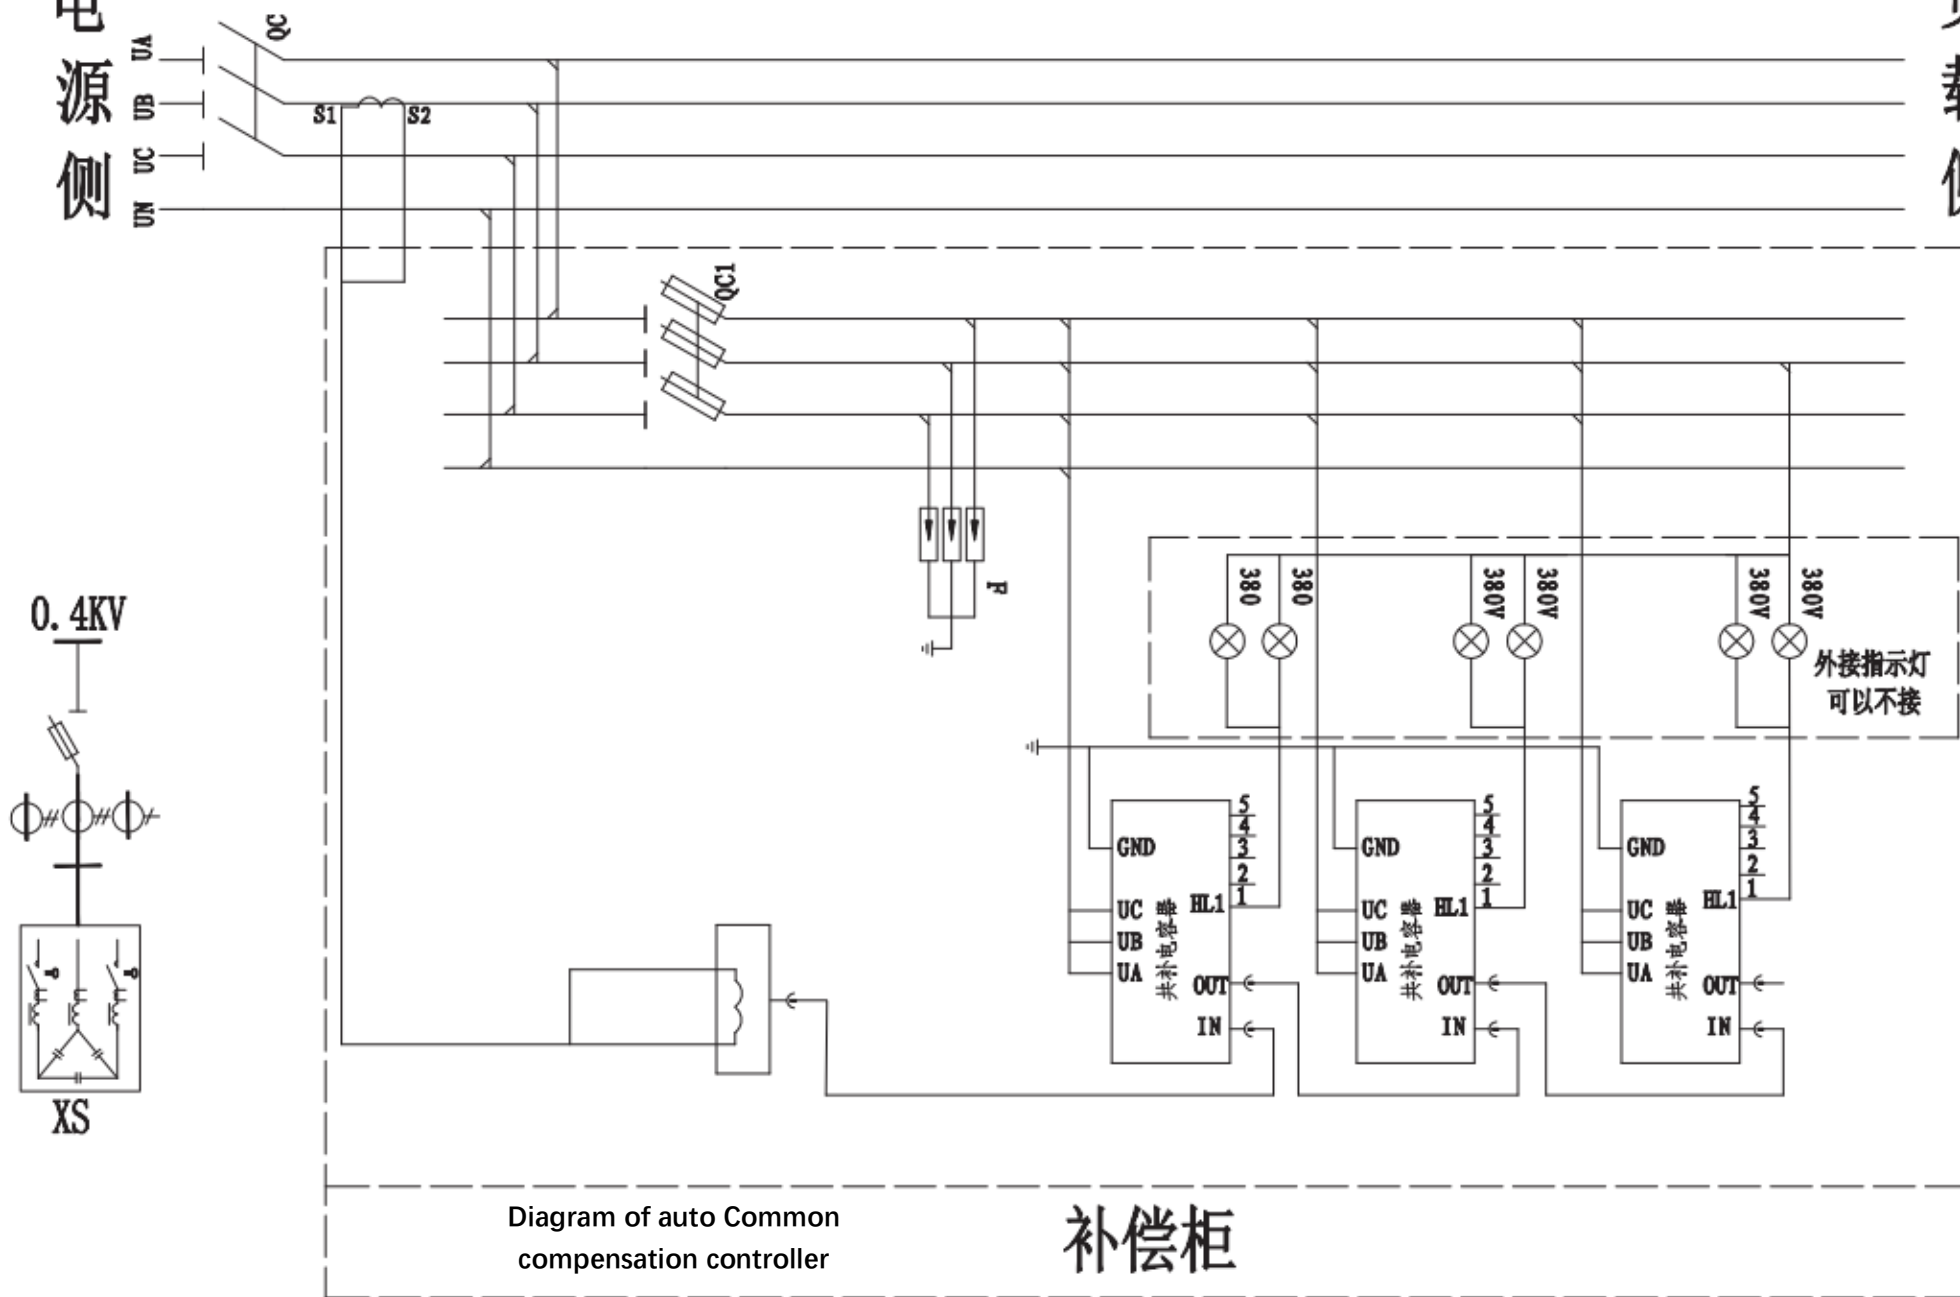 电源侧
QC
UA
UB
UC
UN
S1
S2
载
QC1
F
380
380
380V
380V
380V
380V
外接指示灯
可以不接
0.4KV
XS
GND
UC
UB
UA
共补电容器
5
4
3
2
1
HL1
OUT
IN
GND
UC
UB
UA
共补电容器
5
4
3
2
1
HL1
OUT
IN
GND
UC
UB
UA
共补电容器
5
4
3
2
1
HL1
OUT
IN
Diagram of auto Common
compensation controller
补偿柜